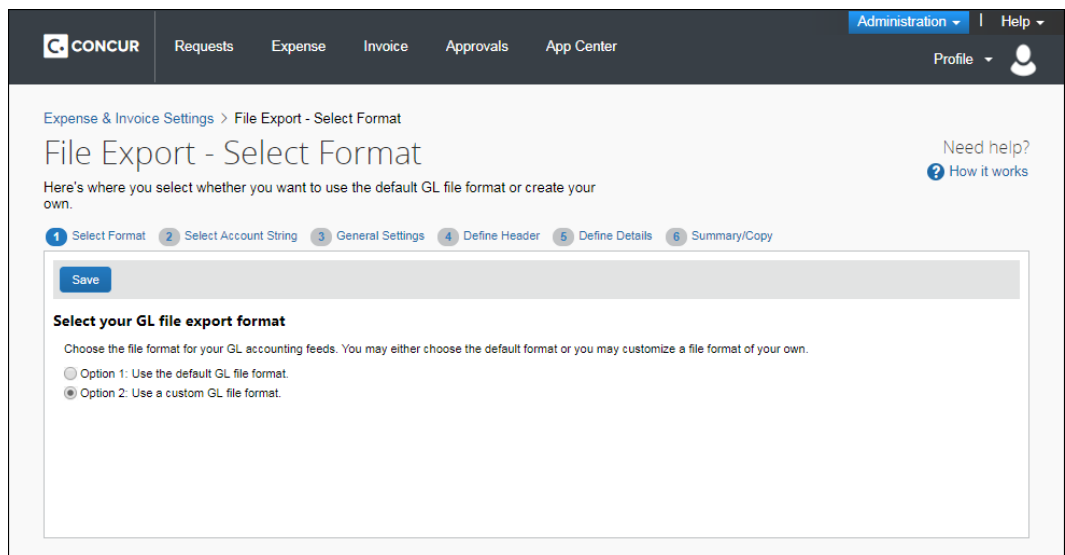 Administration | Help
C. CONCUR Requests Expense Invoice Approvals App Center
Profile
Expense & Invoice Settings > File Export - Select Format
File Export - Select Format
Need help?
? How it works
Here's where you select whether you want to use the default GL file format or create your
own.
1 Select Format 2 Select Account String 3 General Settings 4 Define Header 5 Define Details 6 Summary/Copy
Save
Select your GL file export format
Choose the file format for your GL accounting feeds. You may either choose the default format or you may customize a file format of your own.
Option 1: Use the default GL file format.
Option 2: Use a custom GL file format.